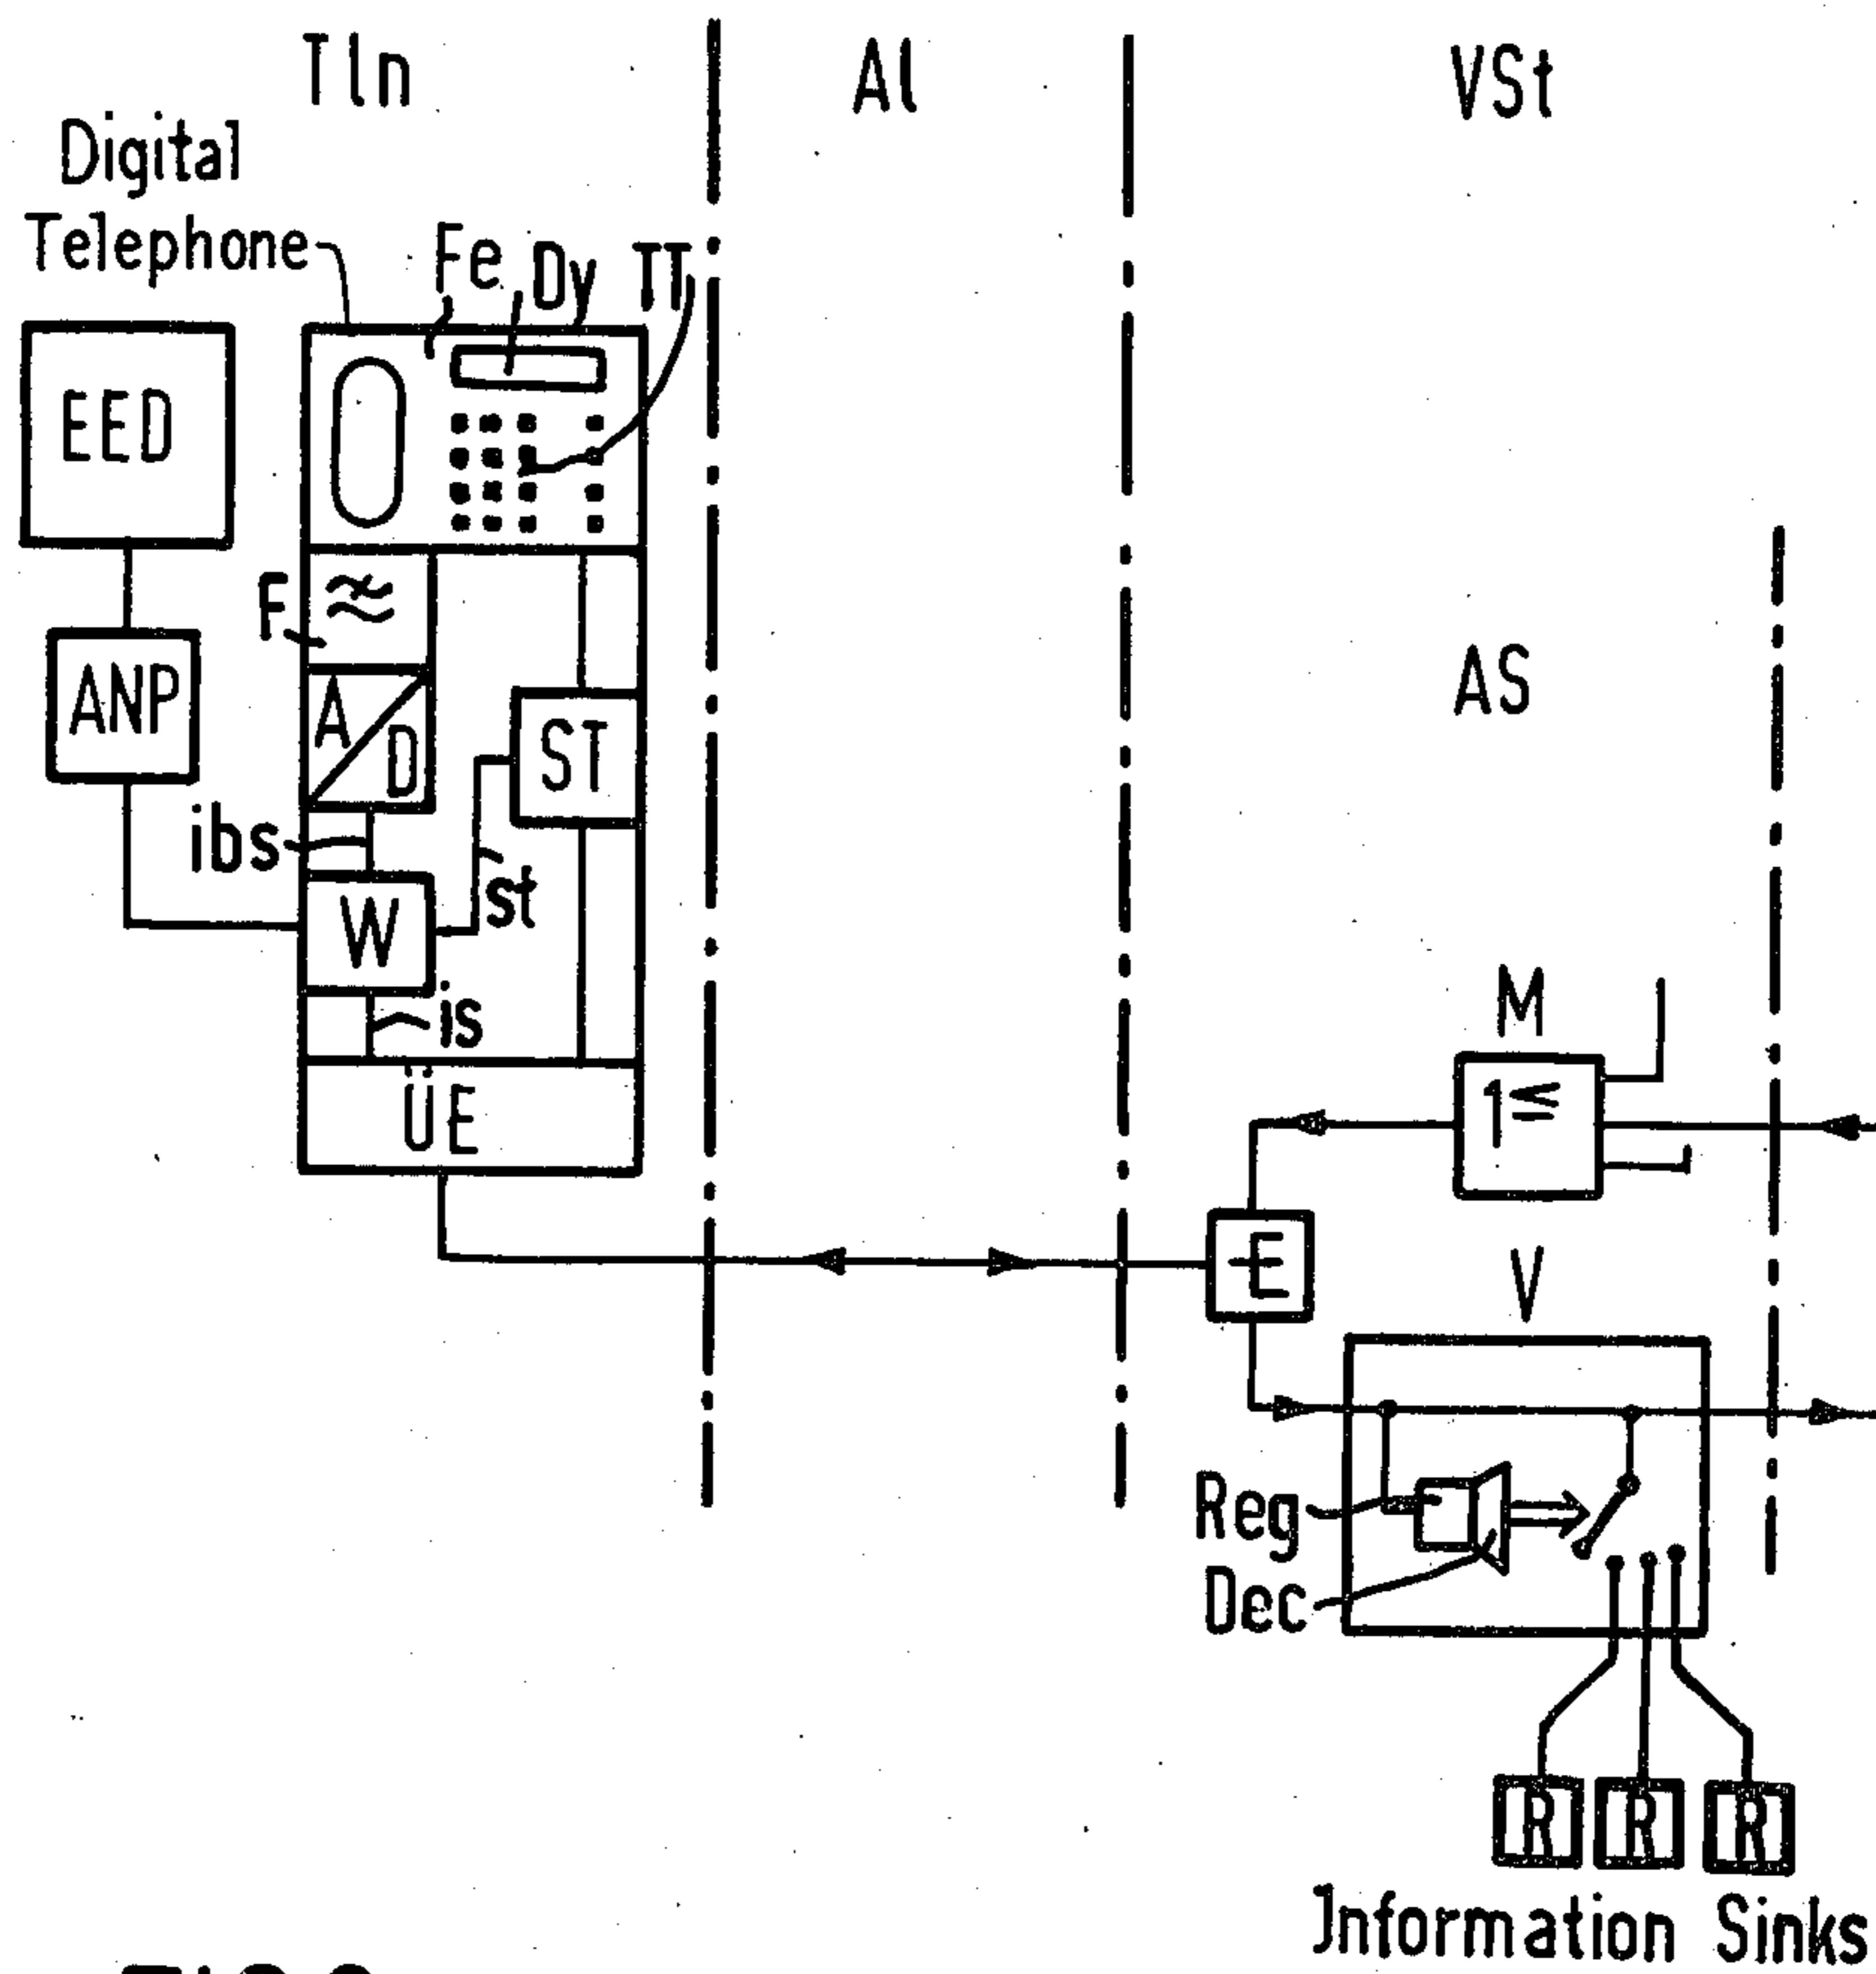 Tln
Al
VSt
Digital
Telephone
Fe
Dy
TT
EED
F
ANP
A
D
ST
AS
ibs
st
W
is
M
1≤
ÜE
E
V
Reg
Dec
R
R
R
Information Sinks